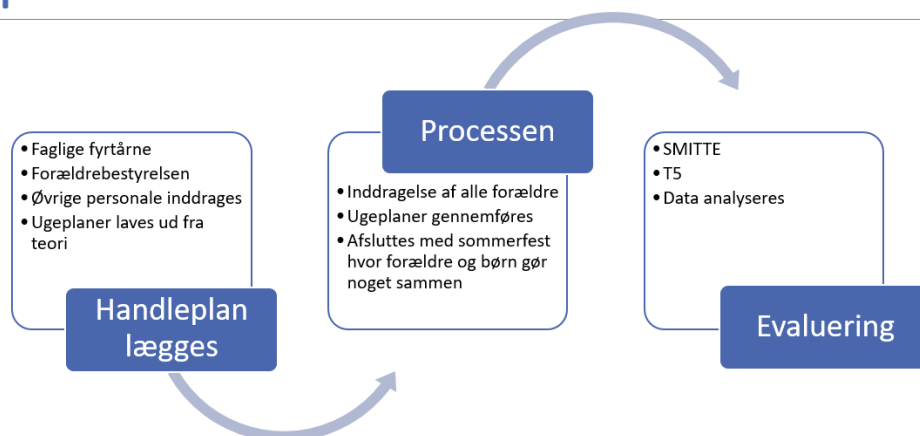 • Faglige fyrtårne
• Forældrebestyrelsen
• Øvrige personale inddrages
• Ugeplaner laves ud fra
teori
Handleplan
lægges
Processen
• Inddragelse af alle forældre
• Ugeplaner gennemføres
• Afsluttes med sommerfest
hvor forældre og børn gør
noget sammen
• SMITTE
• T5
• Data analyseres
Evaluering